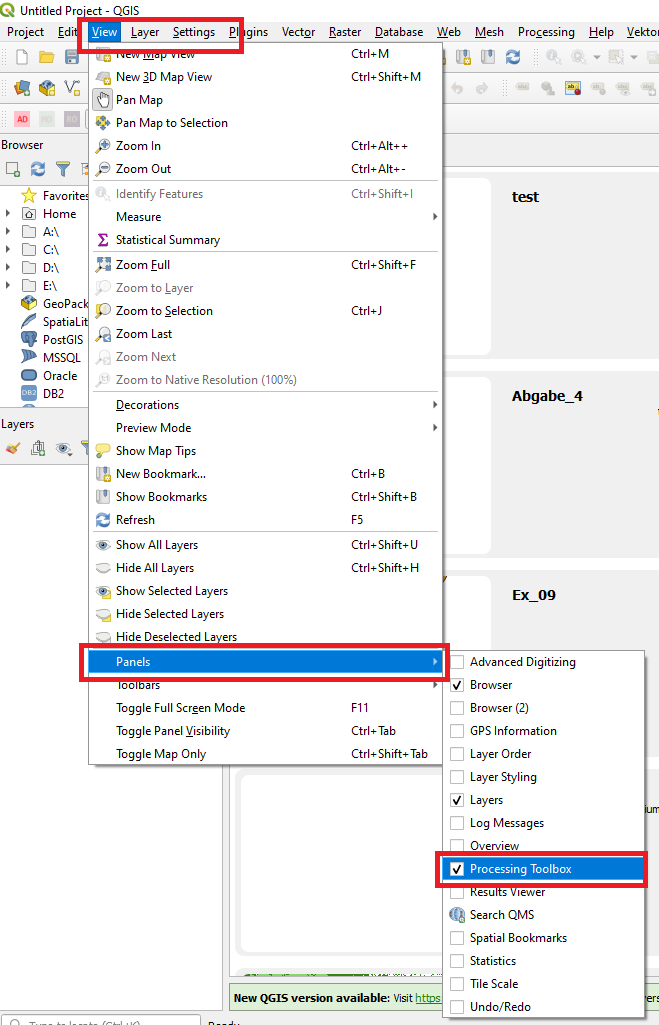 Untitled Project - QGIS
Project Edit View Layer Settings Plugins Vector Raster Database Web Mesh Processing Help
New Map View Ctrl+M
New 3D Map View Ctrl+Shift+M
AD
Pan Map
Pan Map to Selection
Browser
Zoom In Ctrl+Alt++
Zoom Out Ctrl+Alt+-
Favorites
Identify Features Ctrl+Shift+I
test
Home
Measure
A:\
Statistical Summary
C:\
D:\
Zoom Full Ctrl+Shift+F
E:\
Zoom to Layer
Zoom to Selection Ctrl+J
PostGIS
Zoom Last
MSSQL
Zoom Next
Oracle
Zoom to Native Resolution (100%)
DB2
DB2
Abgabe_4
Decorations
Layers
Preview Mode
Show Map Tips
New Bookmark... Ctrl+B
Show Bookmarks Ctrl+Shift+B
Refresh F5
Show All Layers Ctrl+Shift+U
Hide All Layers Ctrl+Shift+H
Show Selected Layers
Ex_09
Hide Selected Layers
Hide Deselected Layers
Panels
Advanced Digitizing
Toolbars
Browser
Toggle Full Screen Mode F11
Browser (2)
Toggle Panel Visibility Ctrl+Tab
GPS Information
Toggle Map Only Ctrl+Shift+Tab
Layer Order
Layer Styling
Layers
Log Messages
Overview
Processing Toolbox
Results Viewer
Search QMS
Spatial Bookmarks
Statistics
Tile Scale
New QGIS version available: Visit https
Undo/Redo
Type to locate (Ctrl+K)
Ready